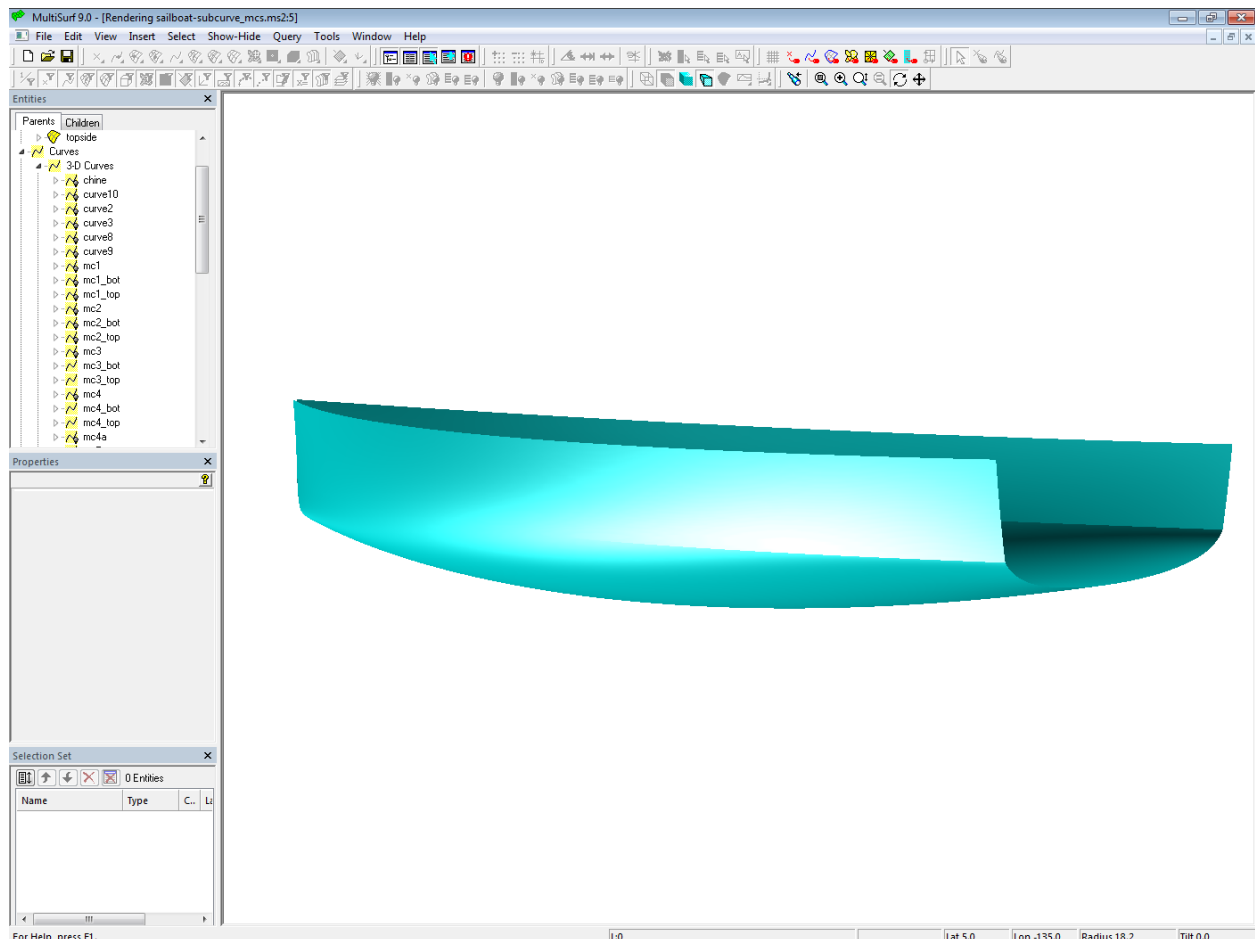 MultiSurf 9.0 - [Rendering sailboat-subcurve_mcs.ms2:5]
File Edit View Insert Select Show-Hide Query Tools Window Help
Entities
Parents Children
topside
Curves
3-D Curves
chine
curve10
curve2
curve3
curve8
curve9
mc1
mc1_bot
mc1_top
mc2
mc2_bot
mc2_top
mc3
mc3_bot
mc3_top
mc4
mc4_bot
mc4_top
mc4a
Properties
Selection Set
0 Entities
Name Type C.. La
For Help, press F1. L:0 Lat 5.0 Lon -135.0 Radius 18.2 Tilt 0.0